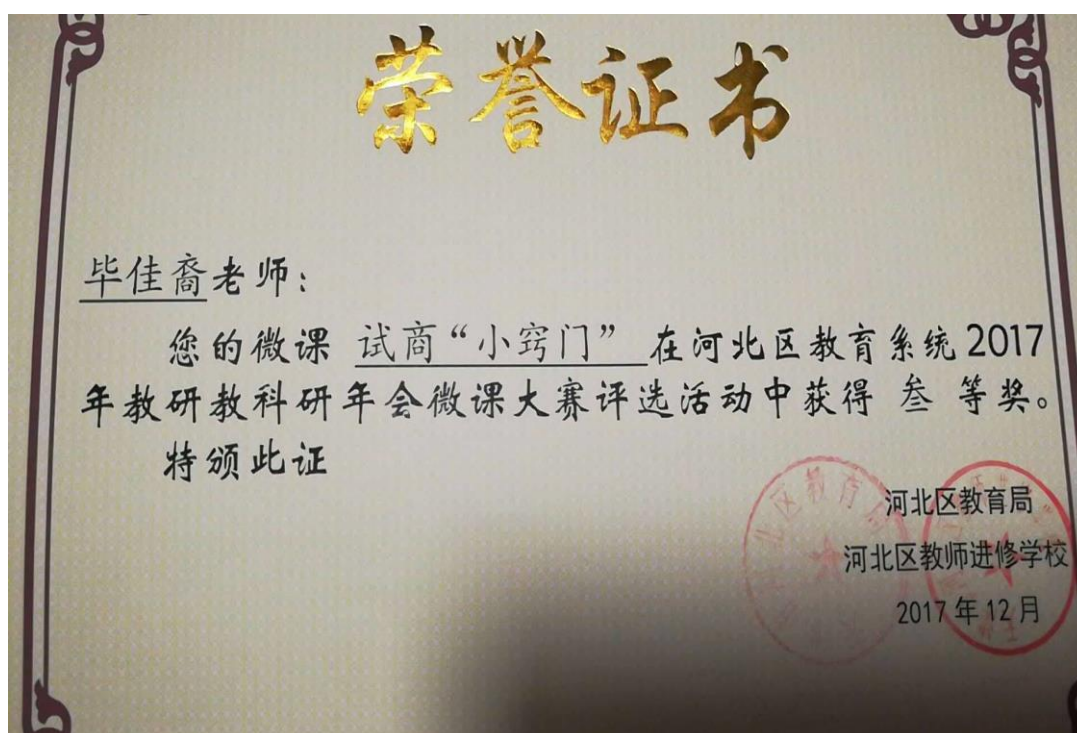 荣誉证书
毕佳裔老师：
您的微课 试商“小窍门” 在河北区教育系统2017
年教研教科研年会微课大赛评选活动中获得 叁 等奖。
特颁此证
河北区教育局
河北区教师进修学校
2017年12月